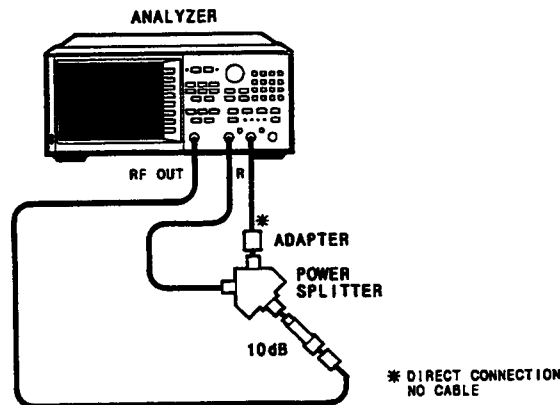 ANALYZER
RF OUT
R
*
ADAPTER
POWER
SPLITTER
10dB
* DIRECT CONNECTION
NO CABLE